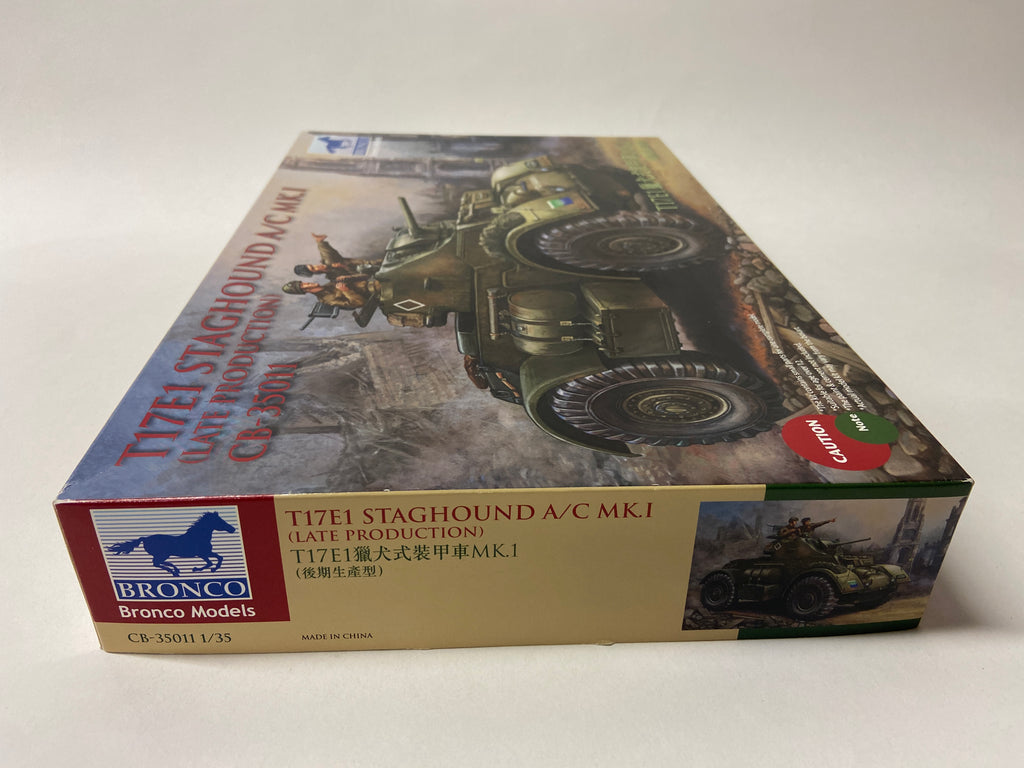 BRONCO
T17E1 STAGHOUND A/C MK.I
(LATE PRODUCTION)
CB-35011
CAUTION
Note
BRONCO
Bronco Models
CB-35011 1/35
T17E1 STAGHOUND A/C MK.I
(LATE PRODUCTION)
T17E1獵犬式裝甲車MK.1
(後期生產型)
MADE IN CHINA